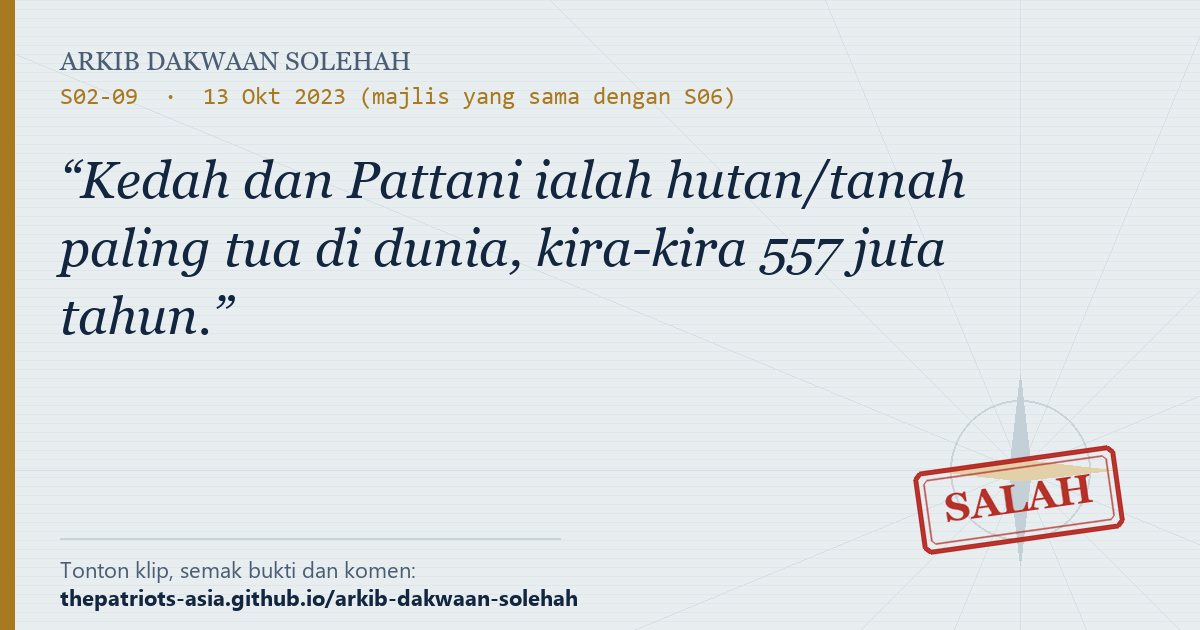 ARKIB DAKWAAN SOLEHAH
S02-09 · 13 Okt 2023 (majlis yang sama dengan S06)
“Kedah dan Pattani ialah hutan/tanah
paling tua di dunia, kira-kira 557 juta
tahun.”
SALAH
Tonton klip, semak bukti dan komen:
thepatriots-asia.github.io/arkib-dakwaan-solehah